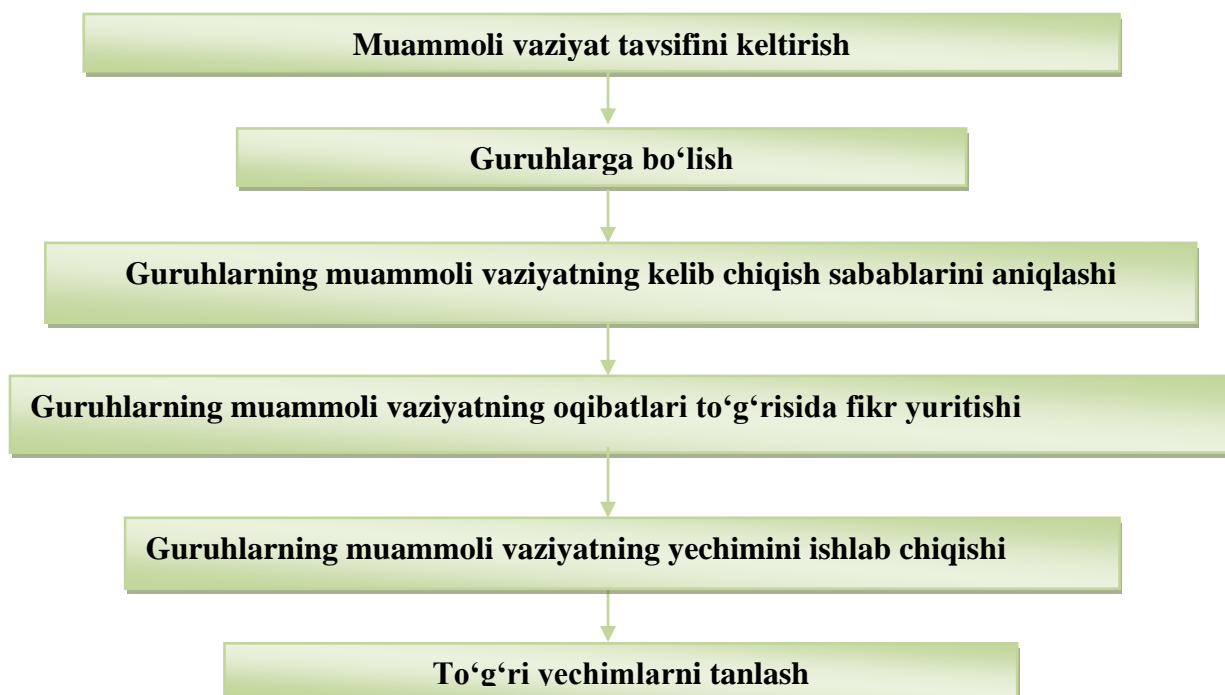 Muammoli vaziyat tavsifini keltirish
Guruhlarga bo‘lish
Guruhlarning muammoli vaziyatning kelib chiqish sabablarini aniqlashi
Guruhlarning muammoli vaziyatning oqibatlari to‘g‘risida fikr yuritishi
Guruhlarning muammoli vaziyatning yechimini ishlab chiqishi
To‘g‘ri yechimlarni tanlash